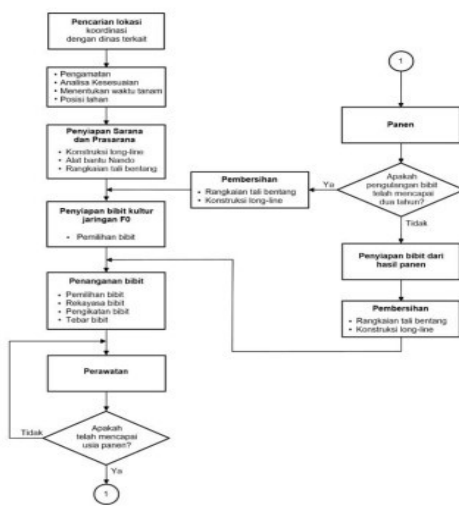 Pencarian lokasi
koordinasi
dengan dinas terkait
• Pengamatan
• Analisa Kesesuaian
• Menentukan waktu tanam
• Posisi lahan
Penyiapan Sarana
dan Prasarana
• Konstruksi long-line
• Alat bantu Nando
• Rangkaian tali bentang
Penyiapan bibit kultur
jaringan F0
• Pemilihan bibit
Penanganan bibit
• Pemilihan bibit
• Rekayasa bibit
• Pengikatan bibit
• Tebar bibit
Perawatan
Apakah
telah mencapai
usia panen?
Tidak
Ya
1
1
Panen
Apakah
pengulangan bibit
telah mencapai
dua tahun?
Ya
Tidak
Pembersihan
• Rangkaian tali bentang
• Konstruksi long-line
Penyiapan bibit dari
hasil panen
Pembersihan
• Rangkaian tali bentang
• Konstruksi long-line